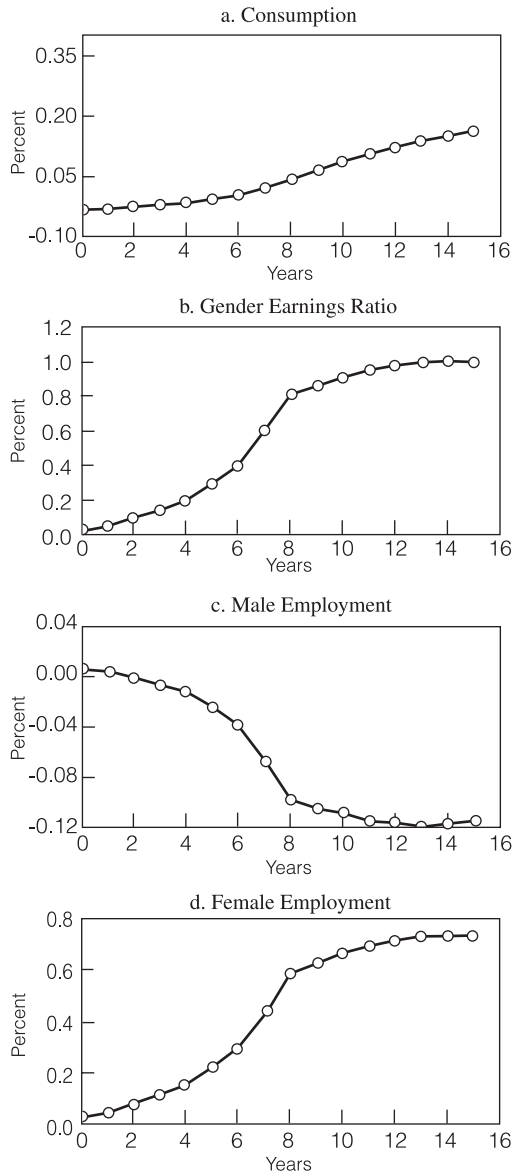 a. Consumption
0.35
0.20
0.05
-0.10
Percent
0 2 4 6 8 10 12 14 16
Years
b. Gender Earnings Ratio
1.2
1.0
0.8
0.6
0.4
0.2
0.0
Percent
0 2 4 6 8 10 12 14 16
Years
c. Male Employment
0.04
0.00
-0.04
-0.08
-0.12
Percent
0 2 4 6 8 10 12 14 16
Years
d. Female Employment
0.8
0.6
0.4
0.2
0.0
Percent
0 2 4 6 8 10 12 14 16
Years